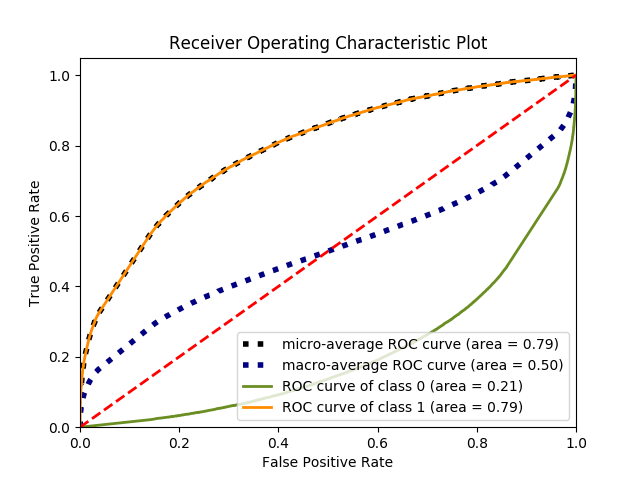 Receiver Operating Characteristic Plot
True Positive Rate
1.0
0.8
0.6
0.4
0.2
0.0
micro-average ROC curve (area = 0.79)
macro-average ROC curve (area = 0.50)
ROC curve of class 0 (area = 0.21)
ROC curve of class 1 (area = 0.79)
0.0 0.2 0.4 0.6 0.8 1.0
False Positive Rate